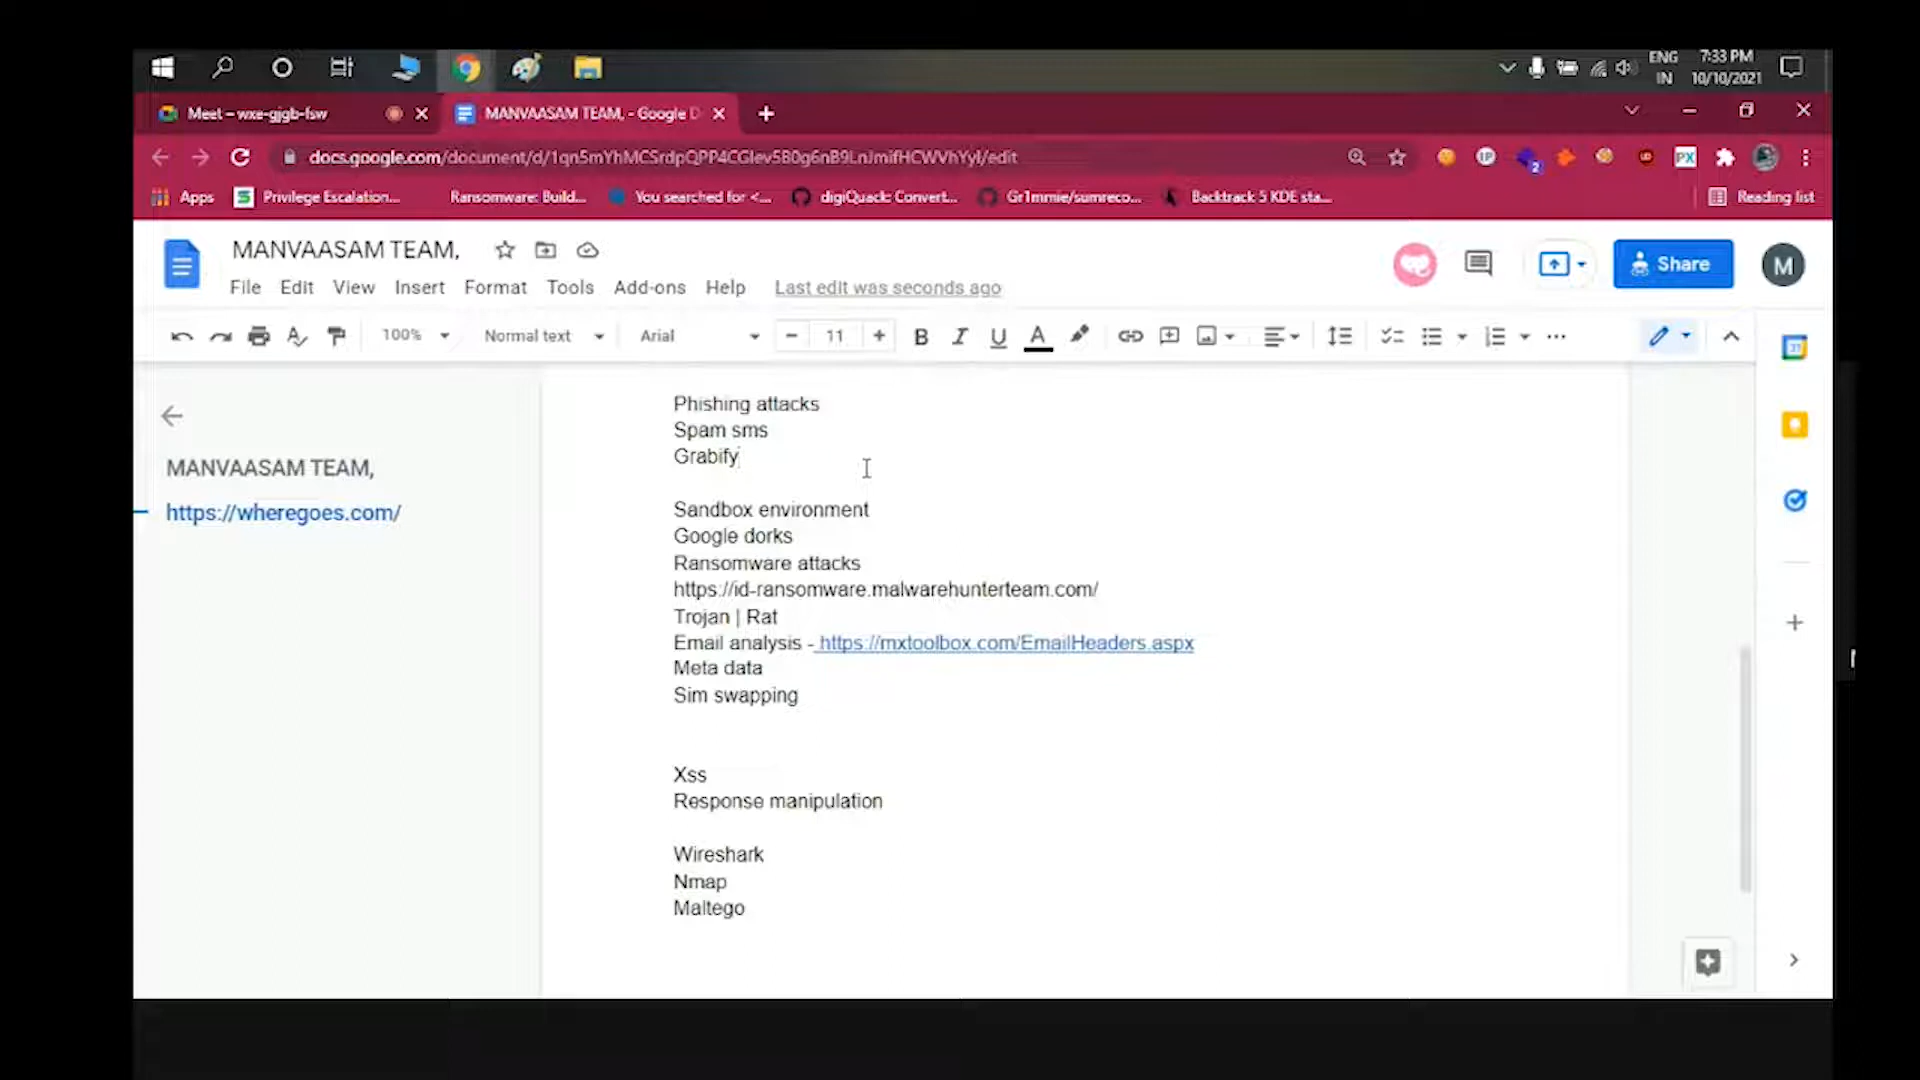 ENG
7:33 PM
IN
10/10/2021
Meet – wxe-gjgb-fsw
MANVAASAM TEAM, - Google D
docs.google.com/document/d/1qn5mYhMCSrdpQPP4CGIev5B0g6nB9LnJmifHCWVhYyI/edit
Apps
Privilege Escalation...
Ransomware: Build...
You searched for <...
digiQuack: Convert...
Gr1mmie/sumreco...
Backtrack 5 KDE sta...
Reading list
MANVAASAM TEAM,
Share
M
File Edit View Insert Format Tools Add-ons Help Last edit was seconds ago
100% Normal text Arial 11 B I U A
MANVAASAM TEAM,
https://wheregoes.com/
Phishing attacks
Spam sms
Grabify
Sandbox environment
Google dorks
Ransomware attacks
https://id-ransomware.malwarehunterteam.com/
Trojan | Rat
Email analysis - https://mxtoolbox.com/EmailHeaders.aspx
Meta data
Sim swapping
Xss
Response manipulation
Wireshark
Nmap
Maltego